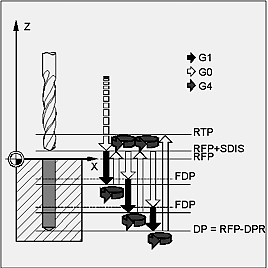 Z
G1
G0
G4
RTP
RFP+SDIS
RFP
X
FDP
FDP
DP = RFP-DPR